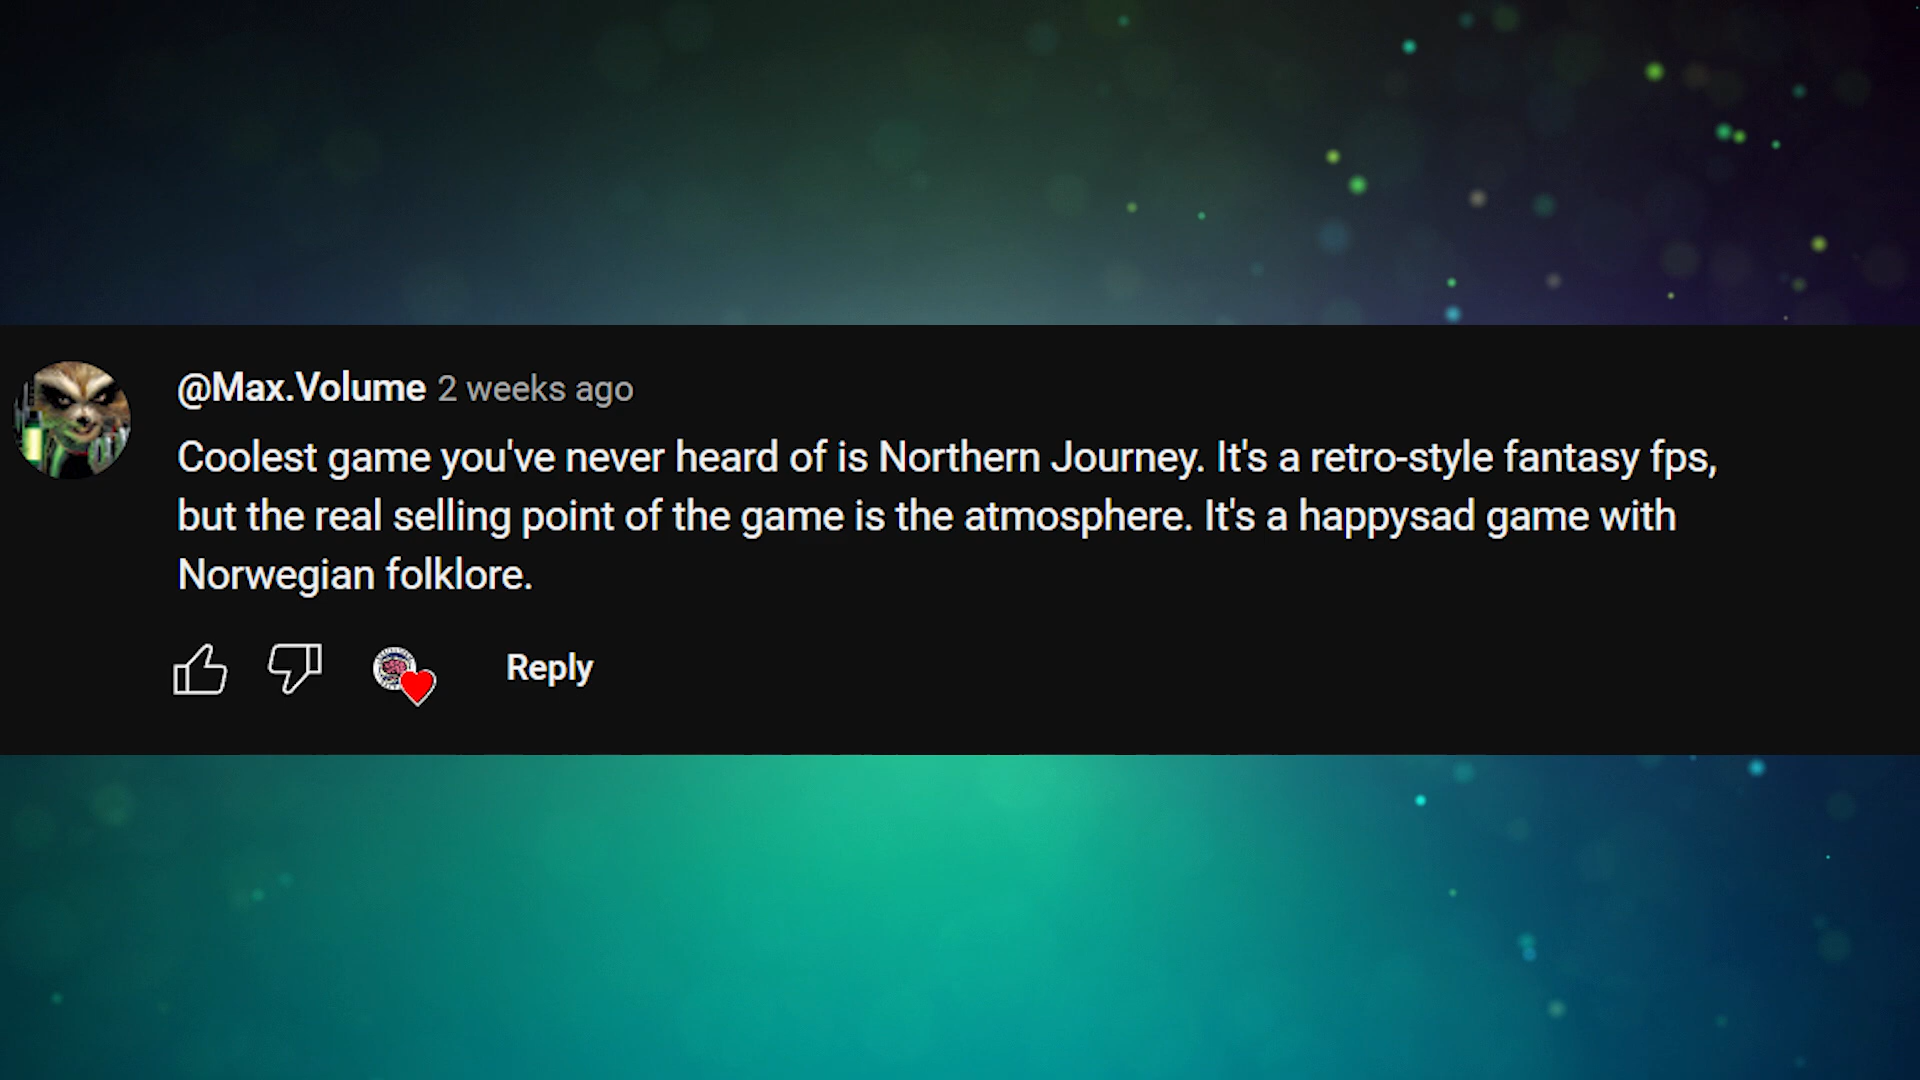 @Max.Volume 2 weeks ago
Coolest game you've never heard of is Northern Journey. It's a retro-style fantasy fps,
but the real selling point of the game is the atmosphere. It's a happysad game with
Norwegian folklore.
Reply